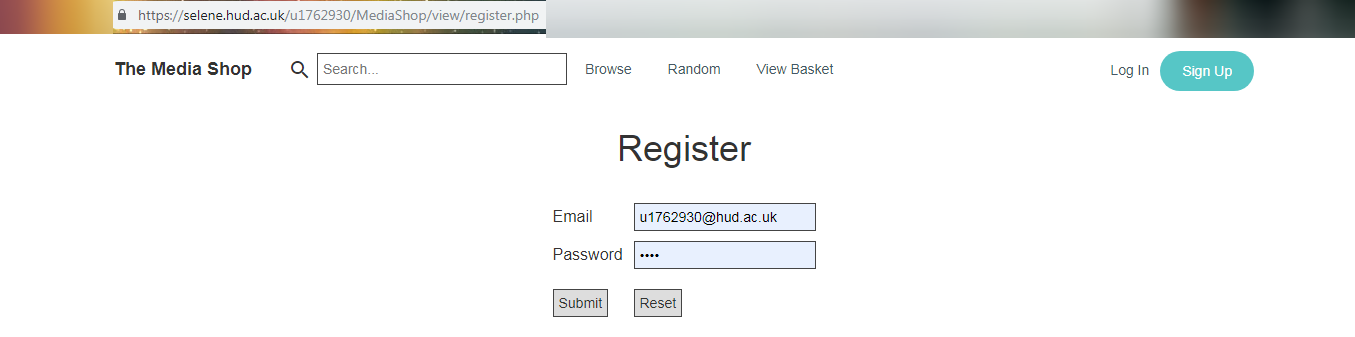 https://selene.hud.ac.uk/u1762930/MediaShop/view/register.php
The Media Shop Search... Browse Random View Basket Log In Sign Up
Register
Email u1762930@hud.ac.uk
Password ••••
Submit Reset